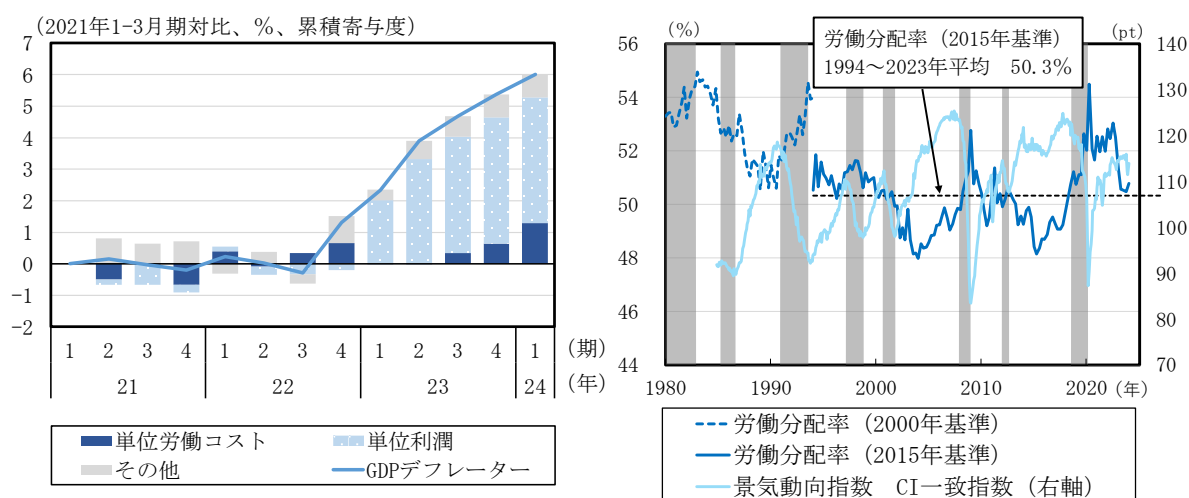 (2021年1-3月期対比、％、累積寄与度)
7
6
5
4
3
2
1
0
-1
-2
1 2 3 4 1 2 3 4 1 2 3 4 1 (期)
21 22 23 24 (年)
単位労働コスト
単位利潤
その他
GDPデフレーター
(%)
(pt)
労働分配率 (2015年基準)
1994～2023年平均 50.3%
56
54
52
50
48
46
44
140
130
120
110
100
90
80
70
1980 1990 2000 2010 2020 (年)
労働分配率 (2000年基準)
労働分配率 (2015年基準)
景気動向指数 CI一致指数 (右軸)